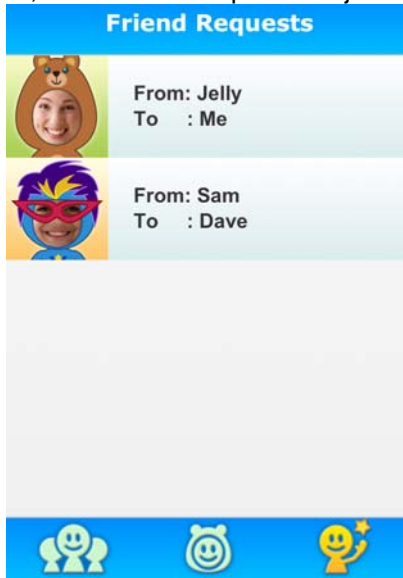 Friend Requests
From: Jelly
To : Me
From: Sam
To : Dave